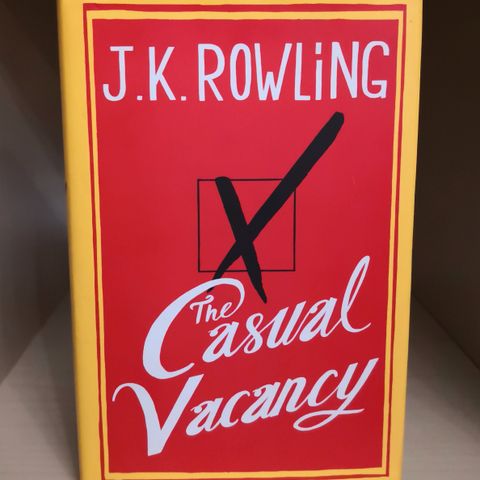 J.K. ROWLiNG
The
Casual
Vacancy